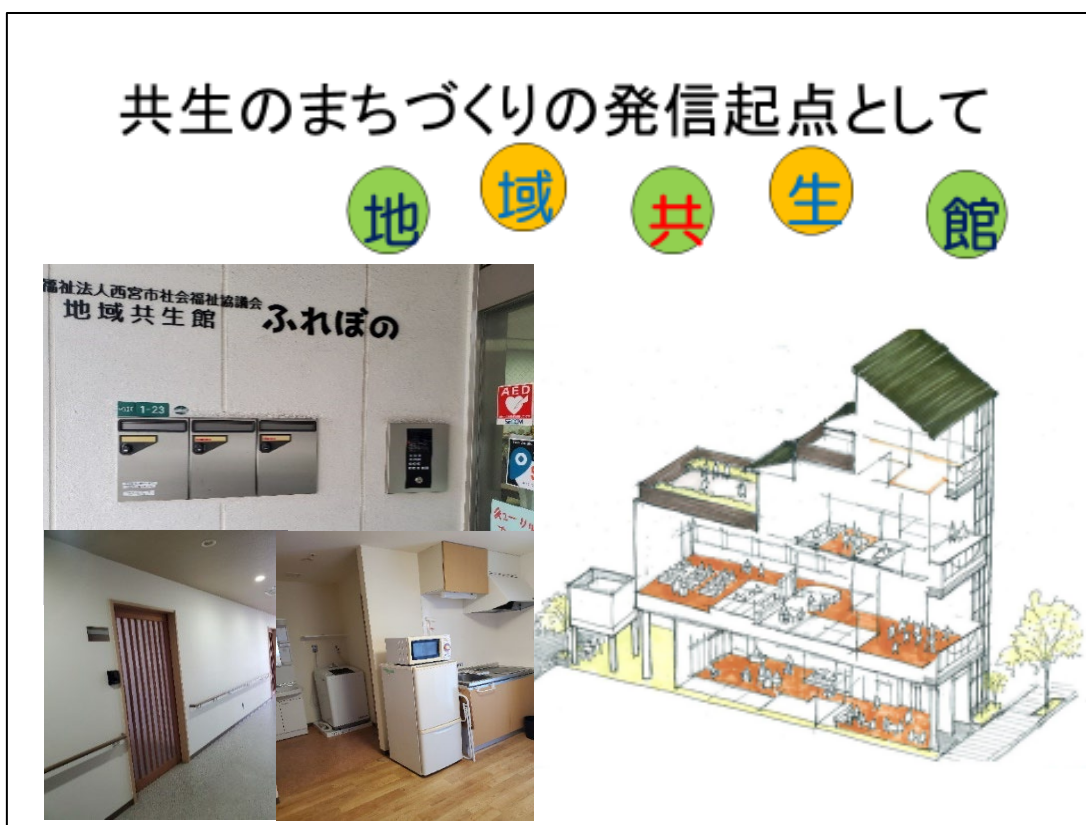 共生のまちづくりの発信起点として
地域共生館
福祉法人西宮市社会福祉協議会
地域共生館 ふれぼの
1-23
AED